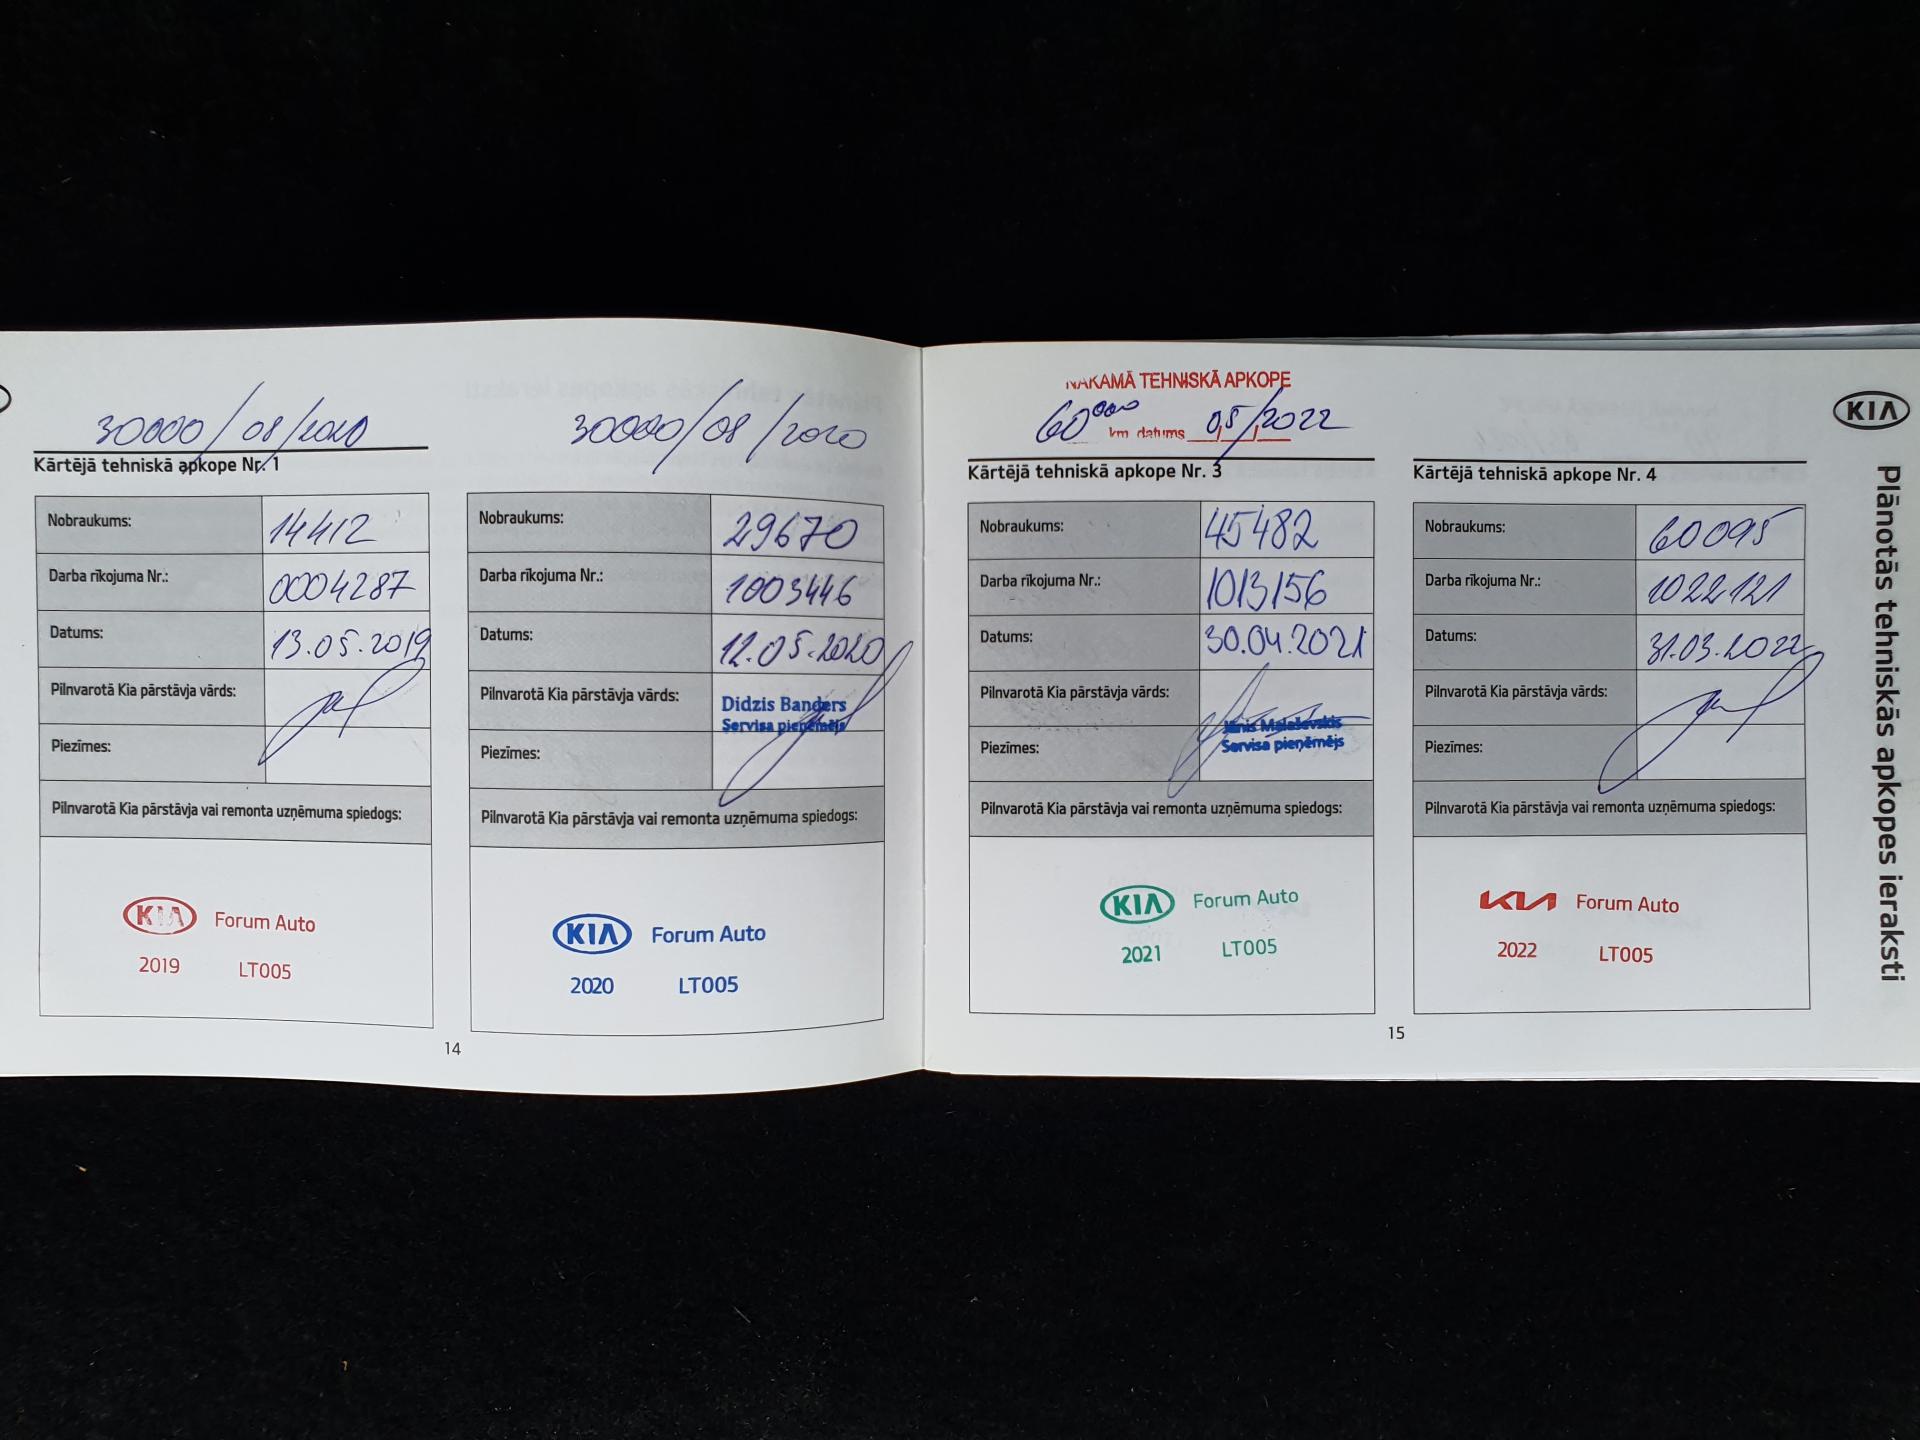 30000/08/2020
Kārtējā tehniskā apkope Nr. 1
Nobraukums: 14412
Darba rīkojuma Nr.: 0004287
Datums: 13.05.2019
Pilnvarotā Kia pārstāvja vārds:
Piezīmes:
Pilnvarotā Kia pārstāvja vai remonta uzņēmuma spiedogs:
KIA Forum Auto
2019 LT005
30000/08/2020
Nobraukums: 29670
Darba rīkojuma Nr.: 1003446
Datums: 12.05.2020
Pilnvarotā Kia pārstāvja vārds: Didzis Banders
Servisa pieņēmējs
Piezīmes:
Pilnvarotā Kia pārstāvja vai remonta uzņēmuma spiedogs:
KIA Forum Auto
2020 LT005
14
NĀKAMĀ TEHNISKĀ APKOPE
60000 km datums 05/2022
Kārtējā tehniskā apkope Nr. 3
Nobraukums: 45482
Darba rīkojuma Nr.: 1013156
Datums: 30.04.2021
Pilnvarotā Kia pārstāvja vārds:
Jānis Malaševskis
Piezīmes: Servisa pieņēmējs
Pilnvarotā Kia pārstāvja vai remonta uzņēmuma spiedogs:
KIA Forum Auto
2021 LT005
Kārtējā tehniskā apkope Nr. 4
Nobraukums: 60095
Darba rīkojuma Nr.: 1022121
Datums: 31.03.2022
Pilnvarotā Kia pārstāvja vārds:
Piezīmes:
Pilnvarotā Kia pārstāvja vai remonta uzņēmuma spiedogs:
KIA Forum Auto
2022 LT005
15
KIA
Plānotās tehniskās apkopes ieraksti